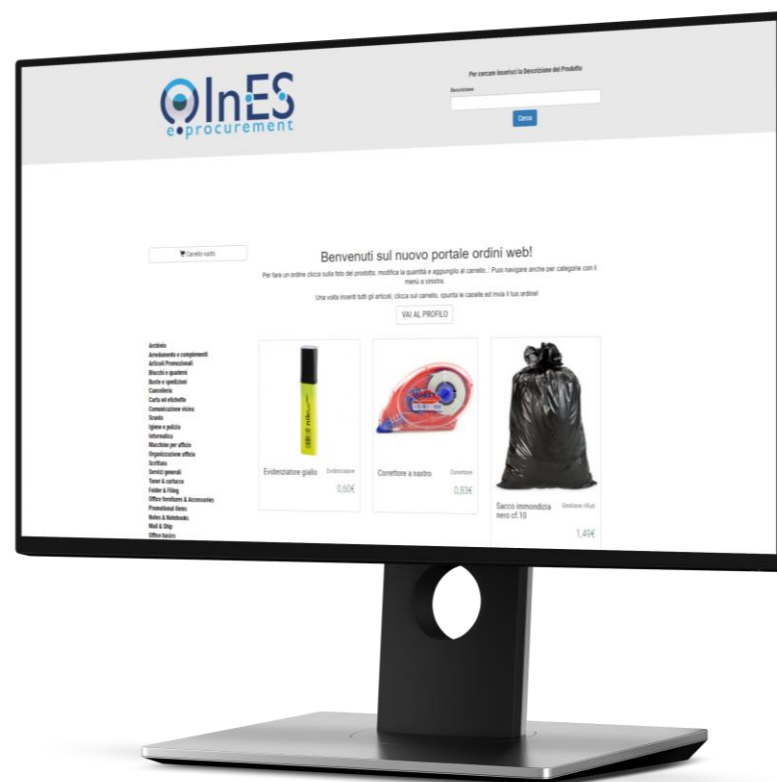 InES
e-procurement
Per cercare inserisci la Descrizione del Prodotto
Descrizione
Cerca
Carrello vuoto
Benvenuti sul nuovo portale ordini web!
Per fare un ordine clicca sulla foto del prodotto, modifica la quantità e aggiungilo al carrello... Puoi navigare anche per categorie con il
menù a sinistra.
Una volta inseriti tutti gli articoli, clicca sul carrello, spunta le caselle ed invia il tuo ordine!
VAI AL PROFILO
Archivio
Arredamento e complementi
Articoli Promozionali
Blocchi e quaderni
Buste e spedizioni
Cancelleria
Carta ed etichette
Comunicazione visiva
Scuola
Igiene e pulizia
Informatica
Macchine per ufficio
Organizzazione ufficio
Scrittura
Servizi generali
Toner & cartucce
Folder & Filing
Office fornitures & Accessories
Promotional items
Notes & Notebooks
Mail & Ship
Office basics
Evidenziatore giallo
Evidenziatore
0,60€
Correttore a nastro
Correttore
0,83€
Sacco immondizia
nero cf.10
Gestione rifiuti
1,49€